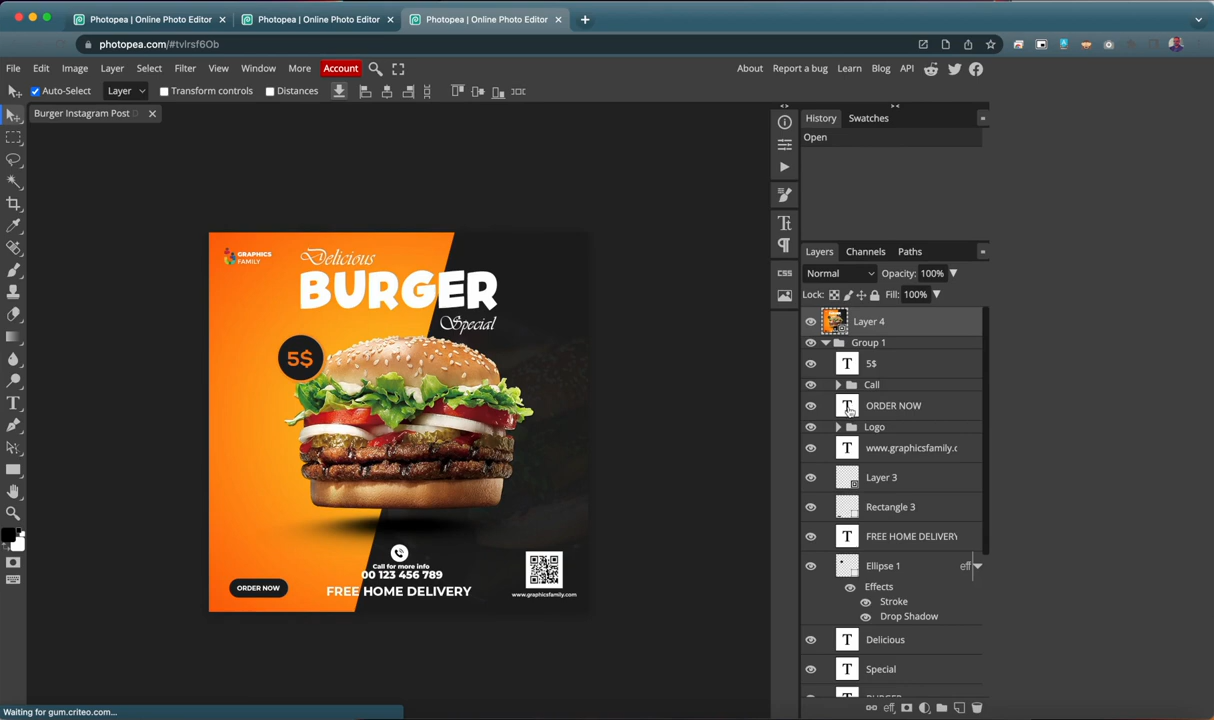 Photopea | Online Photo Editor
Photopea | Online Photo Editor
Photopea | Online Photo Editor
photopea.com/#tvIrsf6Ob
File Edit Image Layer Select Filter View Window More Account
About Report a bug Learn Blog API
Auto-Select Layer Transform controls Distances
Burger Instagram Post
GRAPHICS
FAMILY
Delicious
BURGER
Special
5$
Call for more info
00 123 456 789
FREE HOME DELIVERY
ORDER NOW
www.graphicsfamily.com
CSS
History Swatches
Open
Layers Channels Paths
Normal Opacity: 100%
Lock: Fill: 100%
Layer 4
Group 1
5$
Call
ORDER NOW
Logo
www.graphicsfamily.c
Layer 3
Rectangle 3
FREE HOME DELIVERY
Ellipse 1 eff
Effects
Stroke
Drop Shadow
Delicious
Special
eff
Waiting for gum.criteo.com...